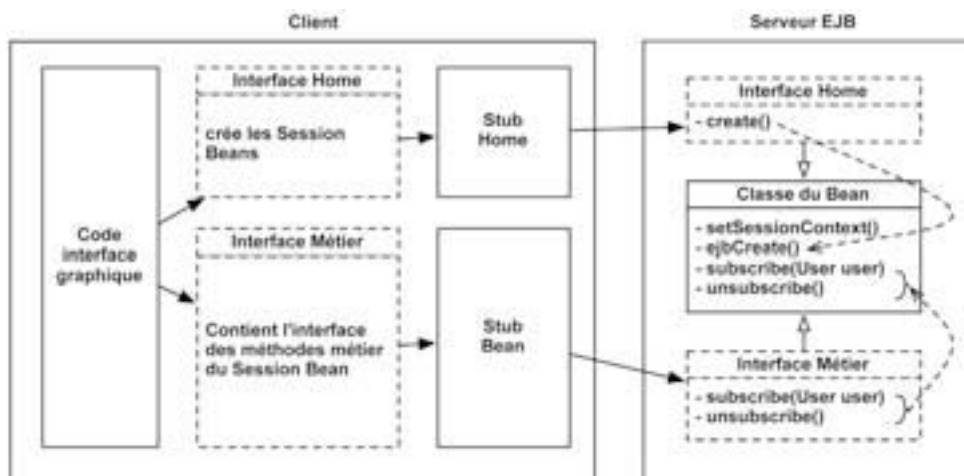 Client
Serveur EJB
Code
interface
graphique
Interface Home
crée les Session
Beans
Stub
Home
Interface Métier
Contient l'interface
des méthodes métier
du Session Bean
Stub
Bean
Interface Home
- create()
Classe du Bean
- setSessionContext()
- ejbCreate()
- subscribe(User user)
- unsubscribe()
Interface Métier
- subscribe(User user)
- unsubscribe()